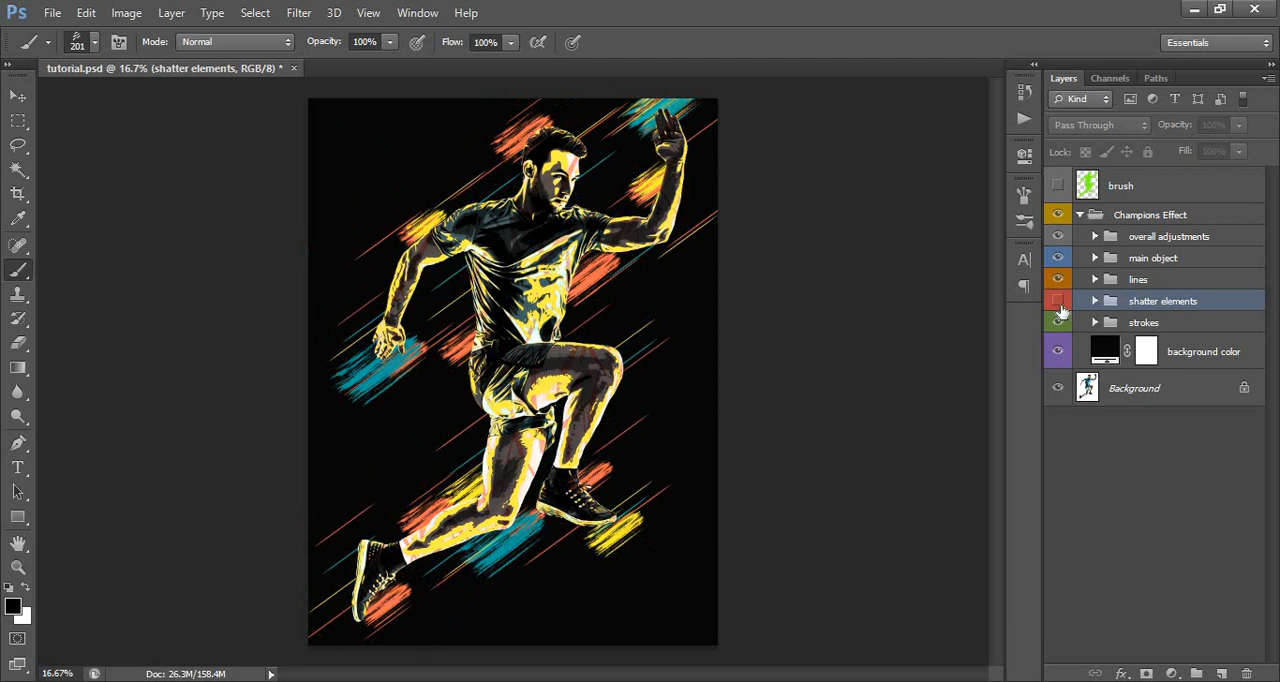 Ps File Edit Image Layer Type Select Filter 3D View Window Help
201 Mode: Normal Opacity: 100% Flow: 100% Essentials
tutorial.psd @ 16.7% (shatter elements, RGB/8) * ×
Layers Channels Paths
Kind
Pass Through Opacity: 100%
Lock: Fill: 100%
brush
Champions Effect
overall adjustments
main object
lines
shatter elements
strokes
background color
Background
16.67% Doc: 26.3M/158.4M